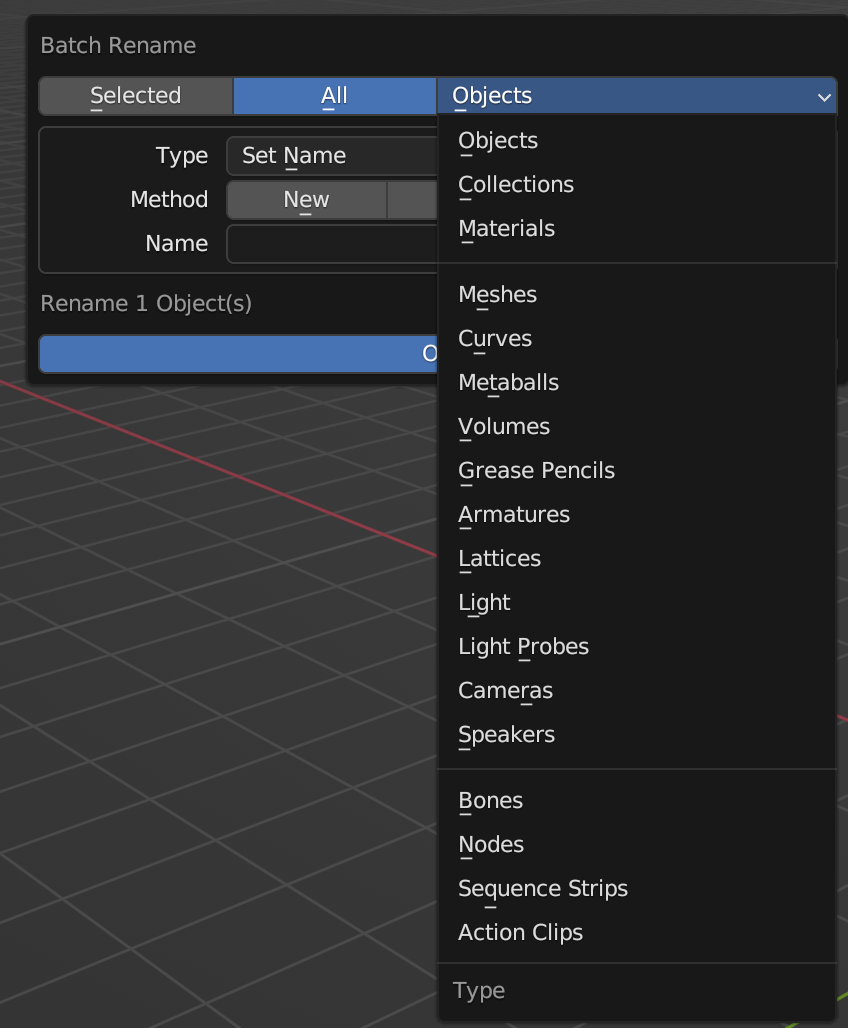 Batch Rename
Selected All Objects
Type Set Name
Method New
Name
Rename 1 Object(s)
Objects
Collections
Materials
Meshes
Curves
Metaballs
Volumes
Grease Pencils
Armatures
Lattices
Light
Light Probes
Cameras
Speakers
Bones
Nodes
Sequence Strips
Action Clips
Type